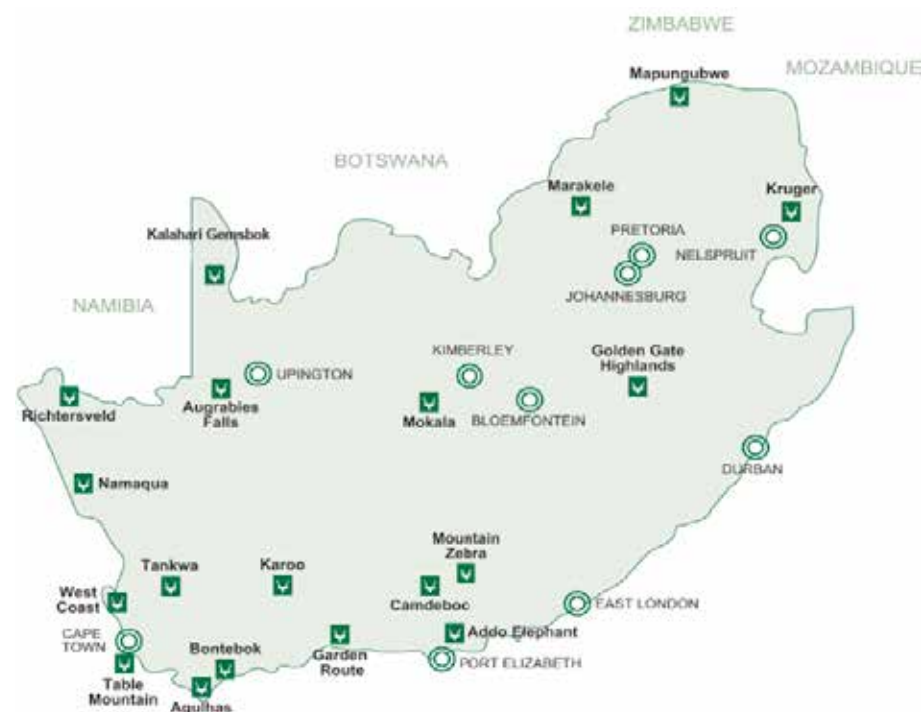 ZIMBABWE
MOZAMBIQUE
Mapungubwe
BOTSWANA
Marakele
Kruger
PRETORIA
NELSPRUIT
Kalahari Gemsbok
JOHANNESBURG
NAMIBIA
KIMBERLEY
Golden Gate
Highlands
UPINGTON
Richtersveld
Augrabies
Falls
Mokala
BLOEMFONTEIN
DURBAN
Namaqua
Mountain
Zebra
Tankwa
Karoo
West
Coast
Camdeboo
EAST LONDON
CAPE
TOWN
Bontebok
Garden
Route
Addo Elephant
PORT ELIZABETH
Table
Mountain
Agulhas